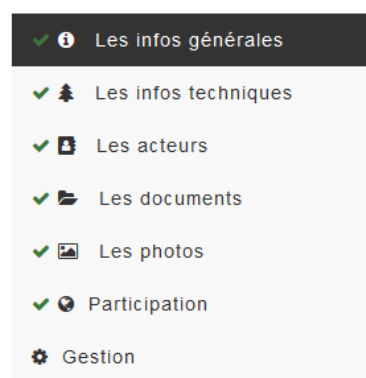 Les infos générales
Les infos techniques
Les acteurs
Les documents
Les photos
Participation
Gestion